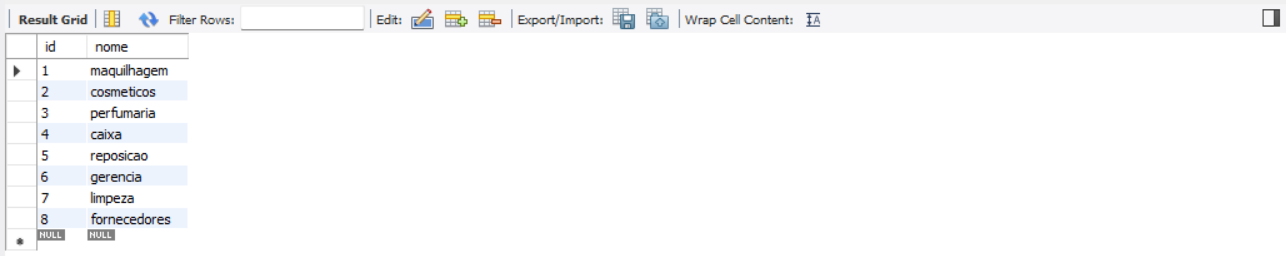 Result Grid Filter Rows: Edit: Export/Import: Wrap Cell Content: IA
id nome
1 maquilhagem
2 cosmeticos
3 perfumaria
4 caixa
5 reposicao
6 gerencia
7 limpeza
8 fornecedores
NULL NULL